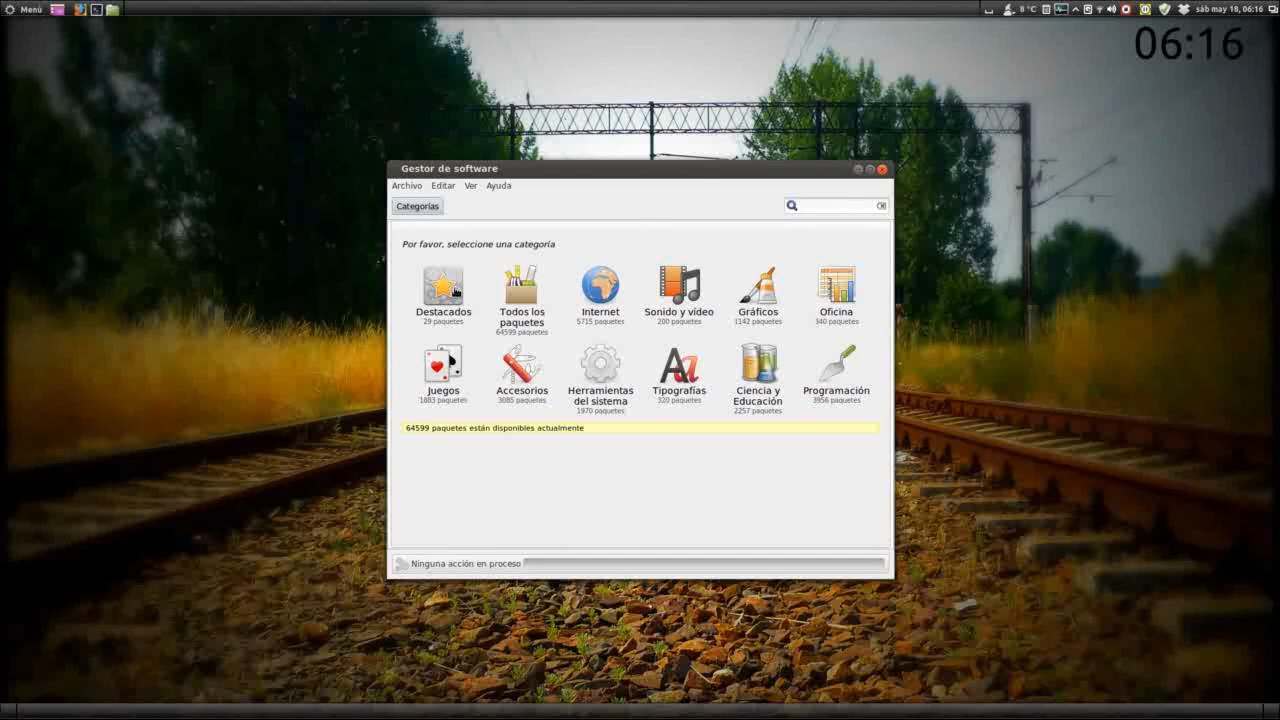 Menú
8 °C
sáb may 18, 06:16
06:16
Gestor de software
Archivo Editar Ver Ayuda
Categorías
Por favor, seleccione una categoría
Destacados
29 paquetes
Todos los
paquetes
64599 paquetes
Internet
5715 paquetes
Sonido y vídeo
200 paquetes
Gráficos
1142 paquetes
Oficina
340 paquetes
Juegos
1883 paquetes
Accesorios
3085 paquetes
Herramientas
del sistema
1970 paquetes
Tipografías
320 paquetes
Ciencia y
Educación
2257 paquetes
Programación
3956 paquetes
64599 paquetes están disponibles actualmente
Ninguna acción en proceso